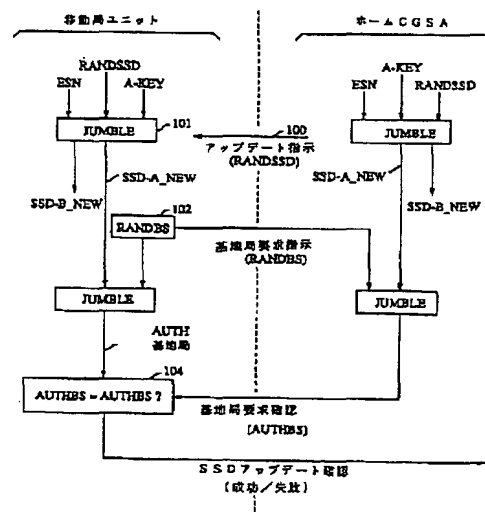 移動局ユニット
ホームCGSA
RANDSSD
ESN
A-KEY
JUMBLE
101
A-KEY
ESN
RANDSSD
JUMBLE
100
アップデート指示
(RANDSSD)
SSD-A_NEW
SSD-B_NEW
SSD-A_NEW
SSD-B_NEW
102
RANDBS
基地局要求指示
(RANDBS)
JUMBLE
JUMBLE
AUTH
基地局
104
AUTHBS = AUTHBS ?
基地局要求確認
(AUTHBS)
SSDアップデート確認
(成功/失敗)